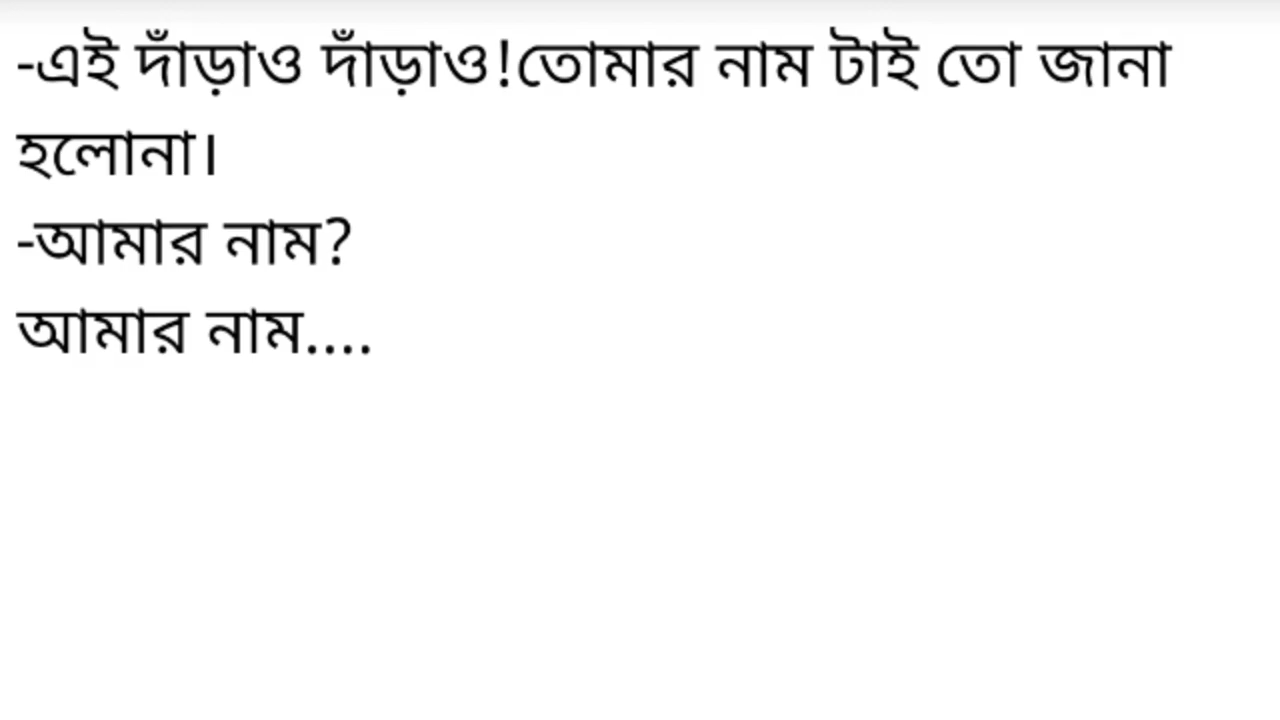 -এই দাঁড়াও দাঁড়াও!তোমার নাম টাই তো জানা
হলোনা।
-আমার নাম?
আমার নাম....